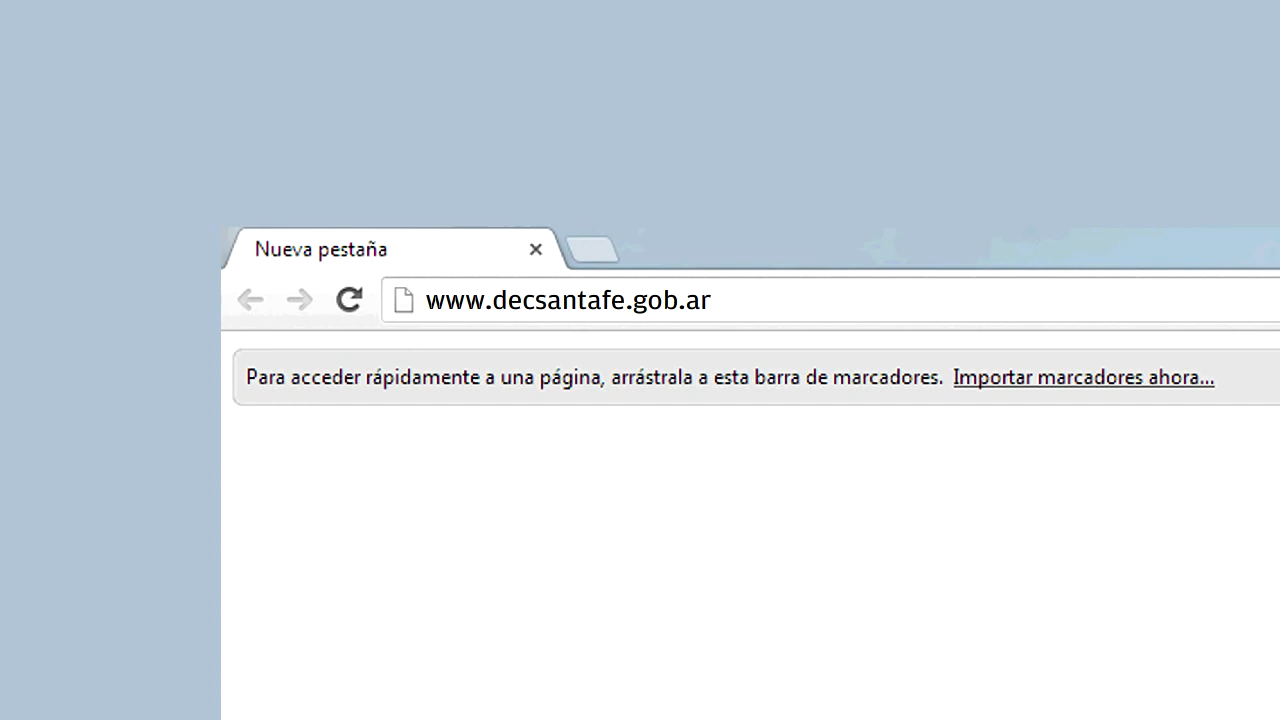 Nueva pestaña
www.decsantafe.gob.ar
Para acceder rápidamente a una página, arrástrala a esta barra de marcadores. Importar marcadores ahora...